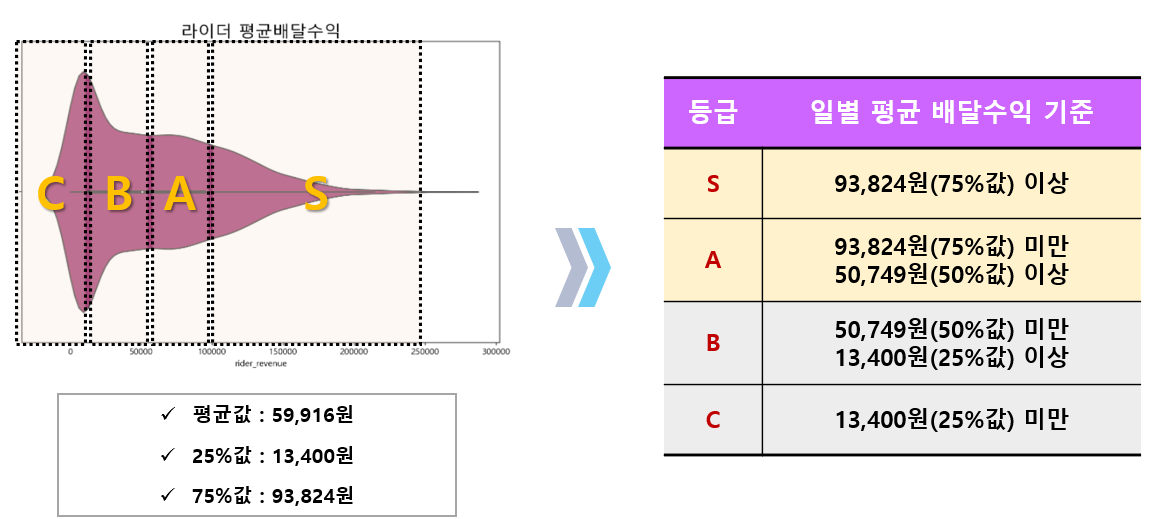 라이더 평균배달수익
C B A S
0 50000 100000 150000 200000 250000 300000
rider_revenue
✓ 평균값 : 59,916원
✓ 25%값 : 13,400원
✓ 75%값 : 93,824원
등급 일별 평균 배달수익 기준
S 93,824원(75%값) 이상
A 93,824원(75%값) 미만
50,749원(50%값) 이상
B 50,749원(50%값) 미만
13,400원(25%값) 이상
C 13,400원(25%값) 미만